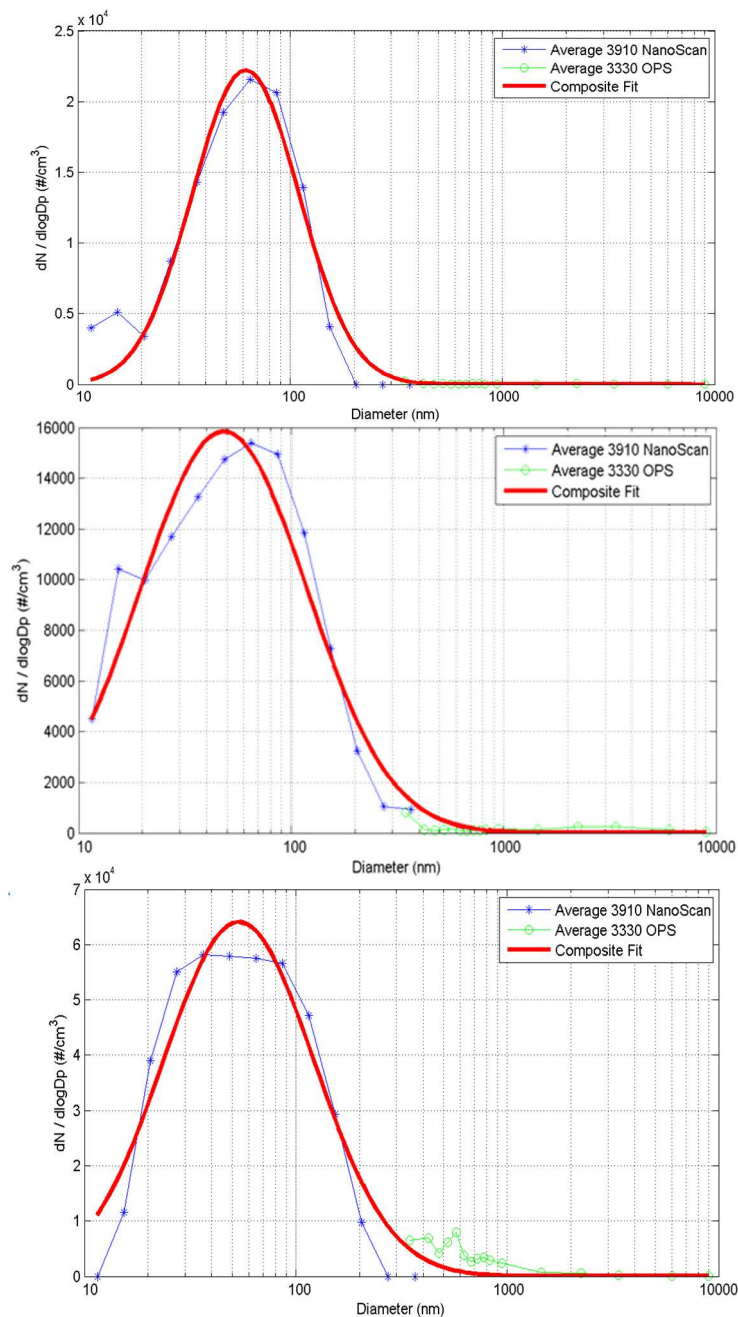 2.5 x 10⁴
2
1.5
1
0.5
0
dN / dlogDp (#/cm³)
10 100 1000 10000
Diameter (nm)
Average 3910 NanoScan
Average 3330 OPS
Composite Fit
16000
14000
12000
10000
8000
6000
4000
2000
0
dN / dlogDp (#/cm³)
10 100 1000 10000
Diameter (nm)
Average 3910 NanoScan
Average 3330 OPS
Composite Fit
7 x 10⁴
6
5
4
3
2
1
0
dN / dlogDp (#/cm³)
10 100 1000 10000
Diameter (nm)
Average 3910 NanoScan
Average 3330 OPS
Composite Fit